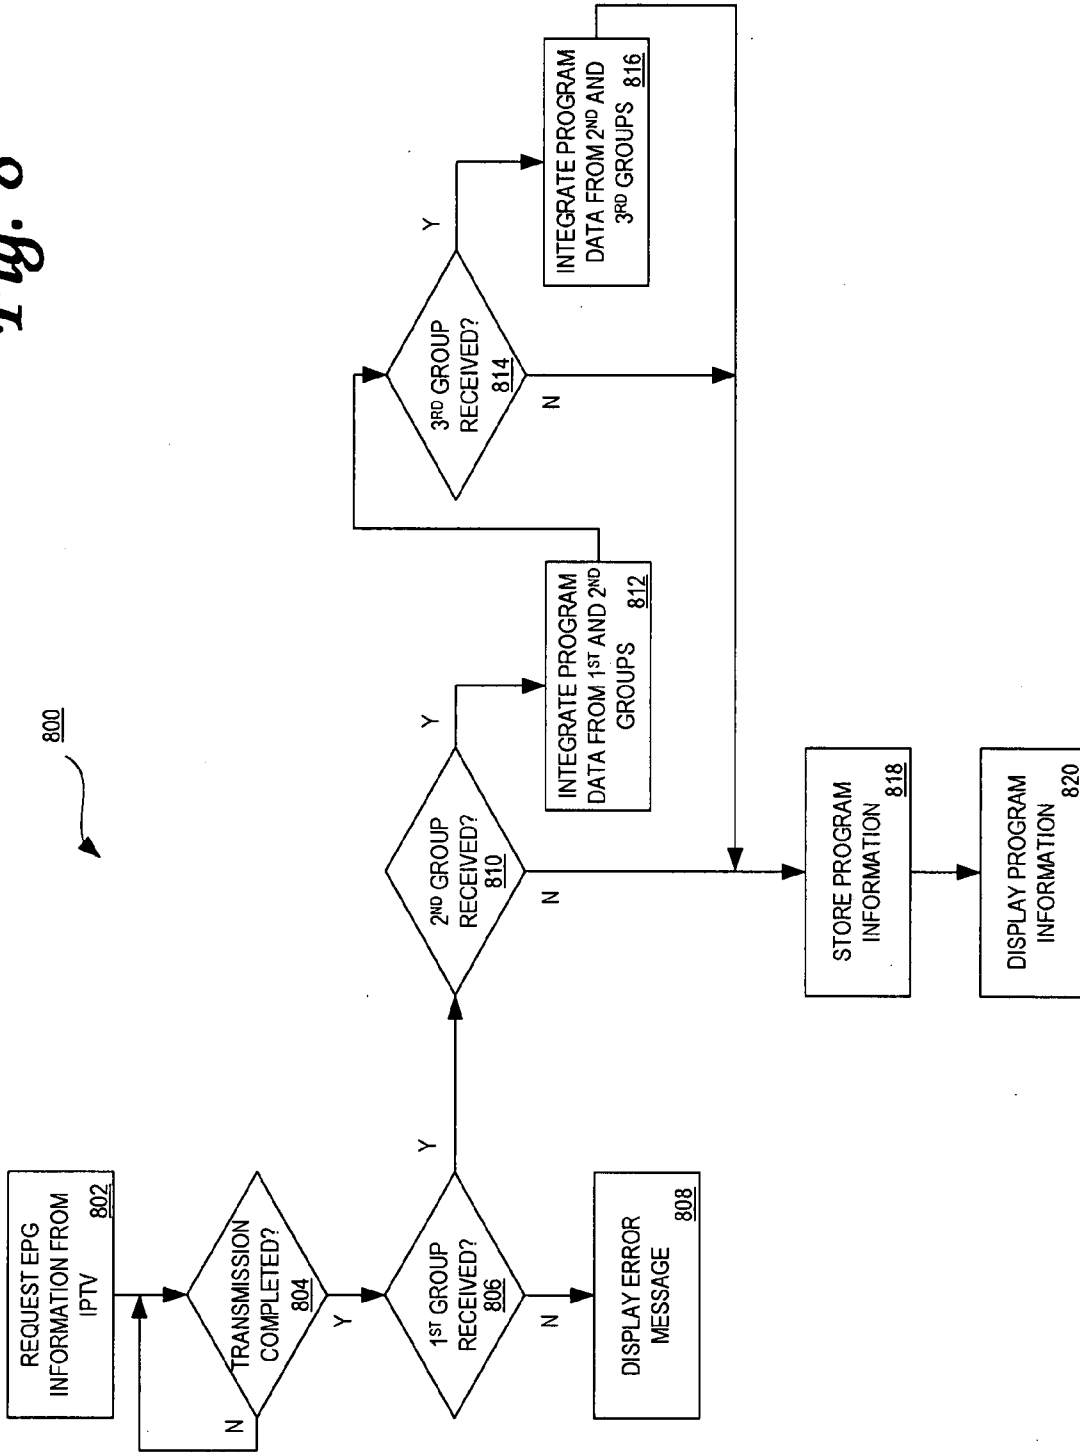 Fig. 8
800
REQUEST EPG
INFORMATION FROM
IPTV
802
TRANSMISSION
COMPLETED?
804
N
Y
1ST GROUP
RECEIVED?
806
Y
N
DISPLAY ERROR
MESSAGE
808
2ND GROUP
RECEIVED?
810
Y
N
INTEGRATE PROGRAM
DATA FROM 1ST AND 2ND
GROUPS
812
3RD GROUP
RECEIVED?
814
Y
N
INTEGRATE PROGRAM
DATA FROM 2ND AND
3RD GROUPS 816
STORE PROGRAM
INFORMATION
818
DISPLAY PROGRAM
INFORMATION
820